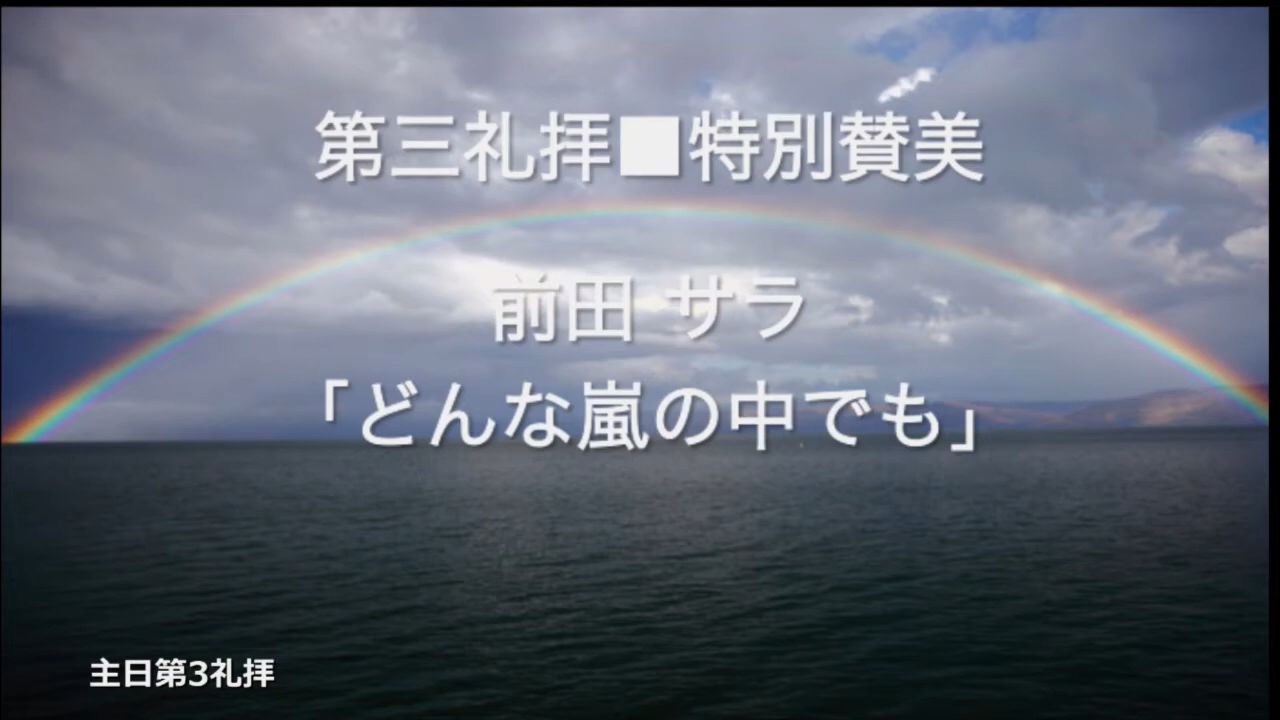 第三礼拝■特別賛美
前田 サラ
「どんな嵐の中でも」
主日第3礼拝